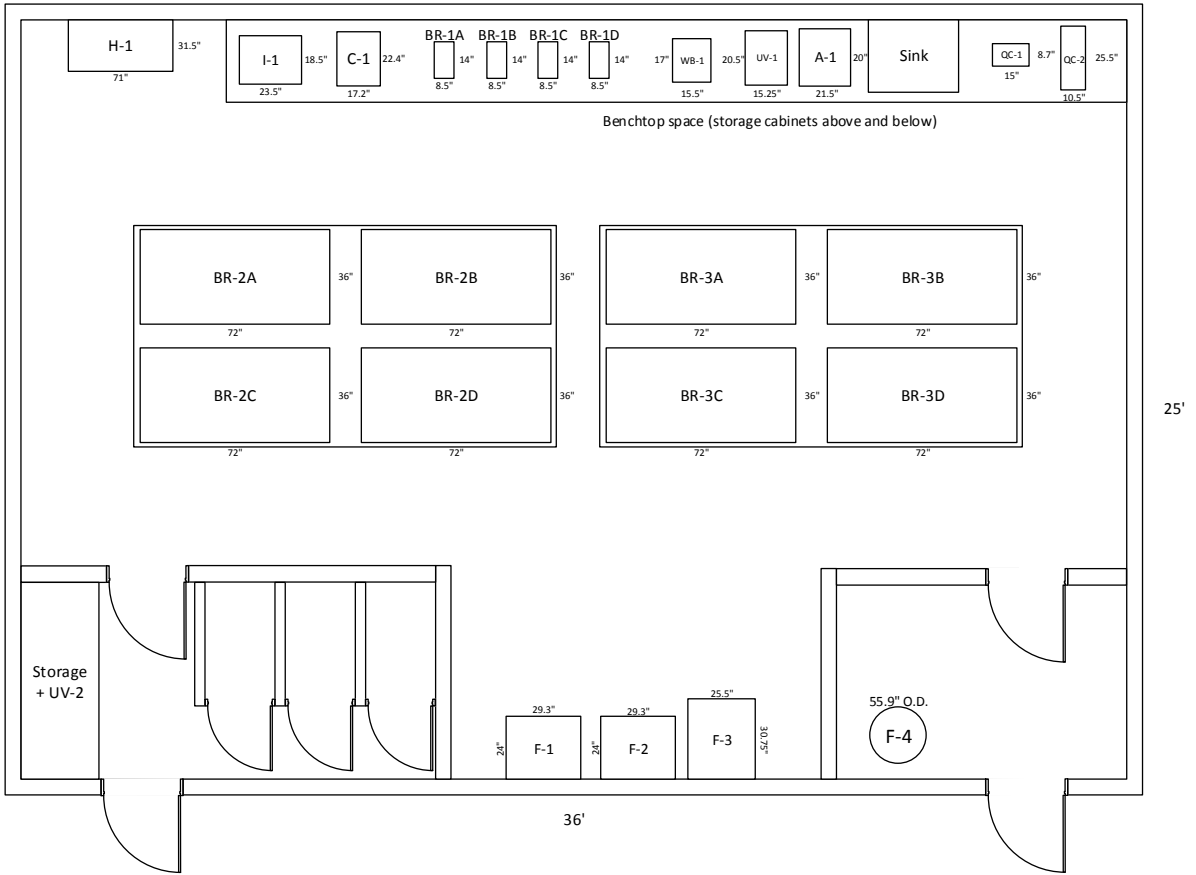 BR-1A BR-1B BR-1C BR-1D
H-1 31.5"
71"
I-1 18.5"
23.5"
C-1 22.4"
17.2"
14" 14" 14" 14"
8.5" 8.5" 8.5" 8.5"
17" WB-1
15.5"
20.5" UV-1
15.25"
A-1 20"
21.5"
Sink
QC-1 8.7"
15"
QC-2 25.5"
10.5"
Benchtop space (storage cabinets above and below)
BR-2A 36" BR-2B 36" BR-3A 36" BR-3B 36"
72" 72" 72" 72"
BR-2C 36" BR-2D 36" BR-3C 36" BR-3D 36"
72" 72" 72" 72"
25'
Storage
+ UV-2
29.3"
24" F-1
29.3"
24" F-2
25.5"
F-3 30.75"
55.9" O.D.
F-4
36'